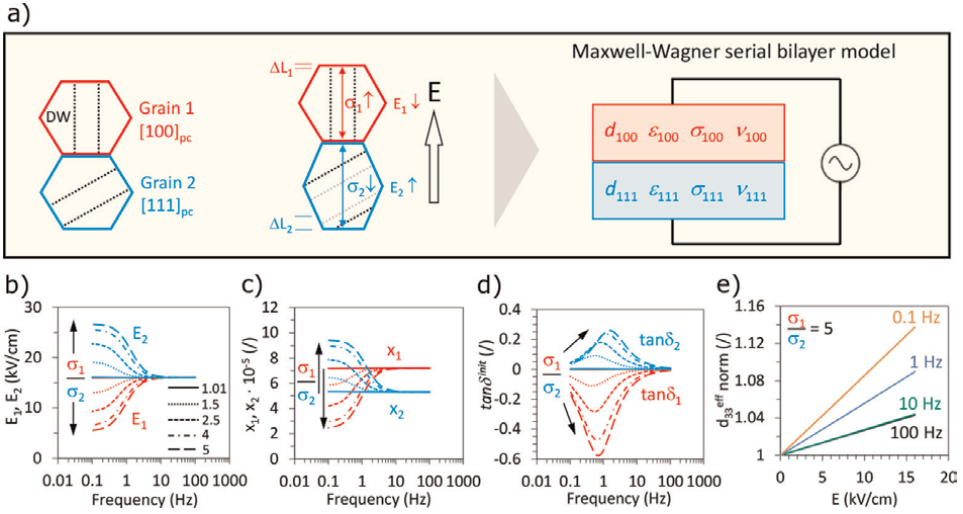 a)
Maxwell-Wagner serial bilayer model
ΔL₁
DW
Grain 1
[100]pc
σ₁↑
E₁↓
E
d₁₀₀ ε₁₀₀ σ₁₀₀ ν₁₀₀
Grain 2
[111]pc
σ₂↓
E₂↑
d₁₁₁ ε₁₁₁ σ₁₁₁ ν₁₁₁
ΔL₂
b)
E₁, E₂ (kV/cm)
30
25
20
15
10
5
0
E₂
σ₁
σ₂
E₁
1.01
1.5
2.5
4
5
0.01 0.1 1 10 100 1000
Frequency (Hz)
c)
x₁, x₂ · 10⁻⁵ (/)
12
10
8
6
4
2
0
x₁
σ₁
σ₂
x₂
0.01 0.1 1 10 100 1000
Frequency (Hz)
d)
tanδⁱⁿⁱᵗ (/)
0.4
0.2
0
-0.2
-0.4
-0.6
tanδ₂
σ₁
σ₂
tanδ₁
0.01 0.1 1 10 100 1000
Frequency (Hz)
e)
d₃₃ᵉᶠᶠ norm (/)
1.16
1.12
1.08
1.04
1
σ₁
σ₂ = 5
0.1 Hz
1 Hz
10 Hz
100 Hz
0 5 10 15 20
E (kV/cm)